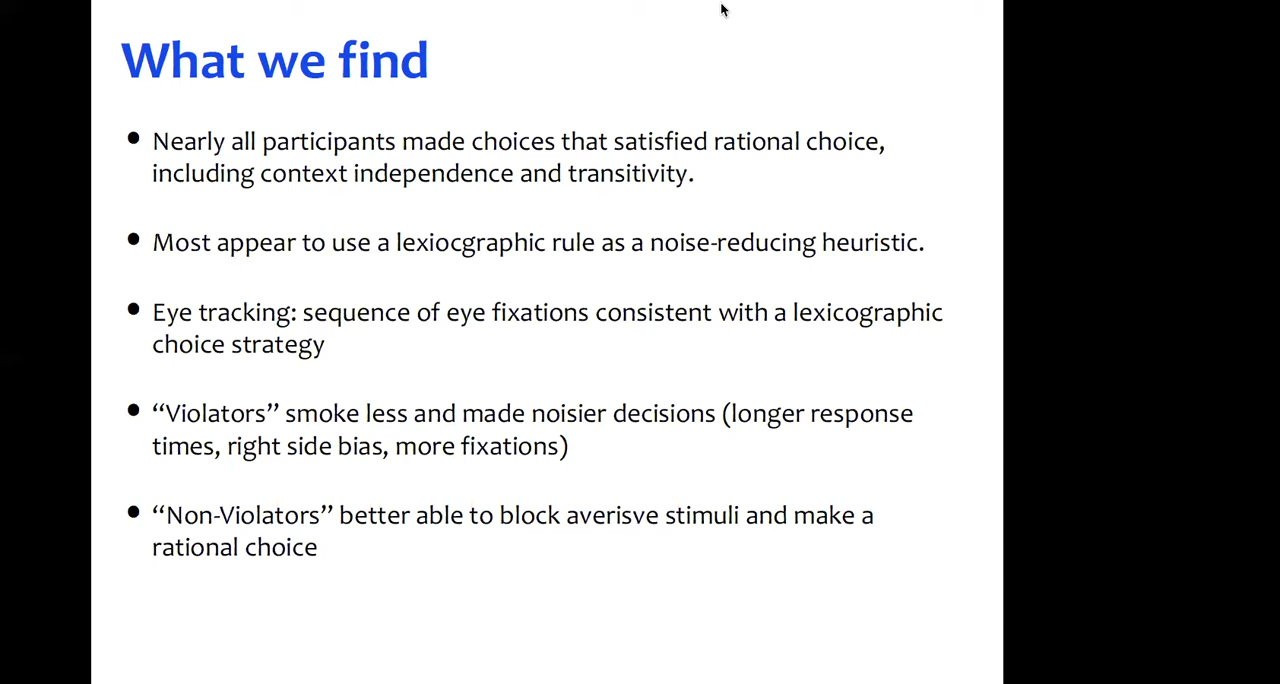 What we find
• Nearly all participants made choices that satisfied rational choice,
including context independence and transitivity.
• Most appear to use a lexiocgraphic rule as a noise-reducing heuristic.
• Eye tracking: sequence of eye fixations consistent with a lexicographic
choice strategy
• “Violators” smoke less and made noisier decisions (longer response
times, right side bias, more fixations)
• “Non-Violators” better able to block averisve stimuli and make a
rational choice